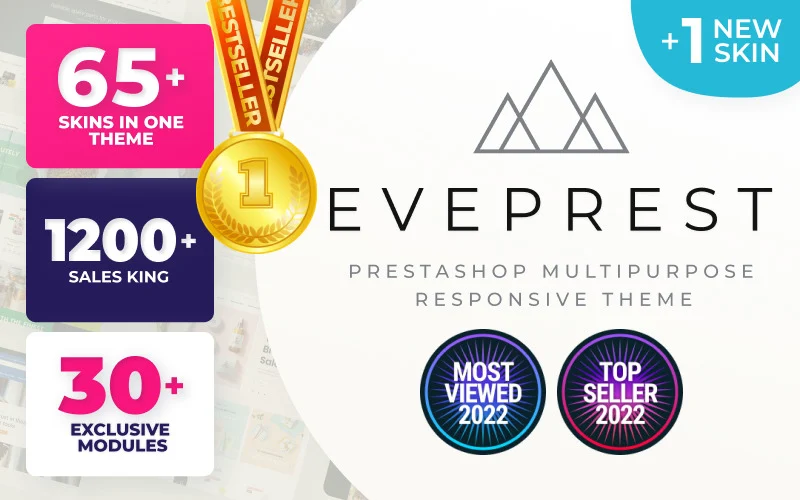 65+
SKINS IN ONE
THEME
1200+
SALES KING
30+
EXCLUSIVE
MODULES
BESTSELLER
BESTSELLER
1
+1 NEW
SKIN
EVEPREST
PRESTASHOP MULTIPURPOSE
RESPONSIVE THEME
MOST
VIEWED
2022
TOP
SELLER
2022